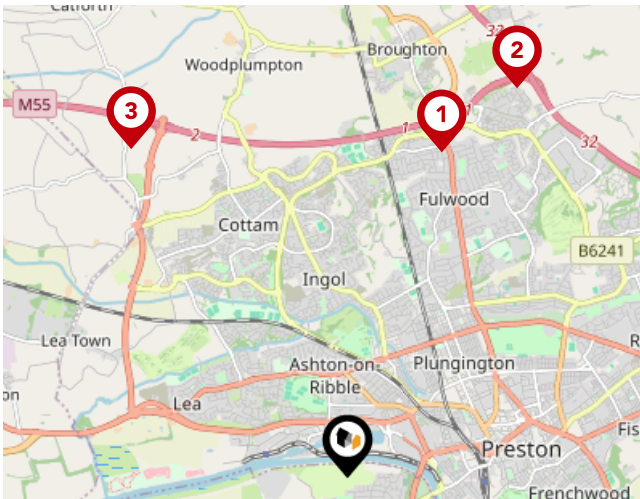 Catforth
32
Broughton
2
Woodplumpton
3
M55
1
1
2
32
Fulwood
Cottam
B6241
Ingol
Lea Town
Ashton-on-
Ribble
Plungington
R
on
Lea
Fis
Preston
Frenchwood